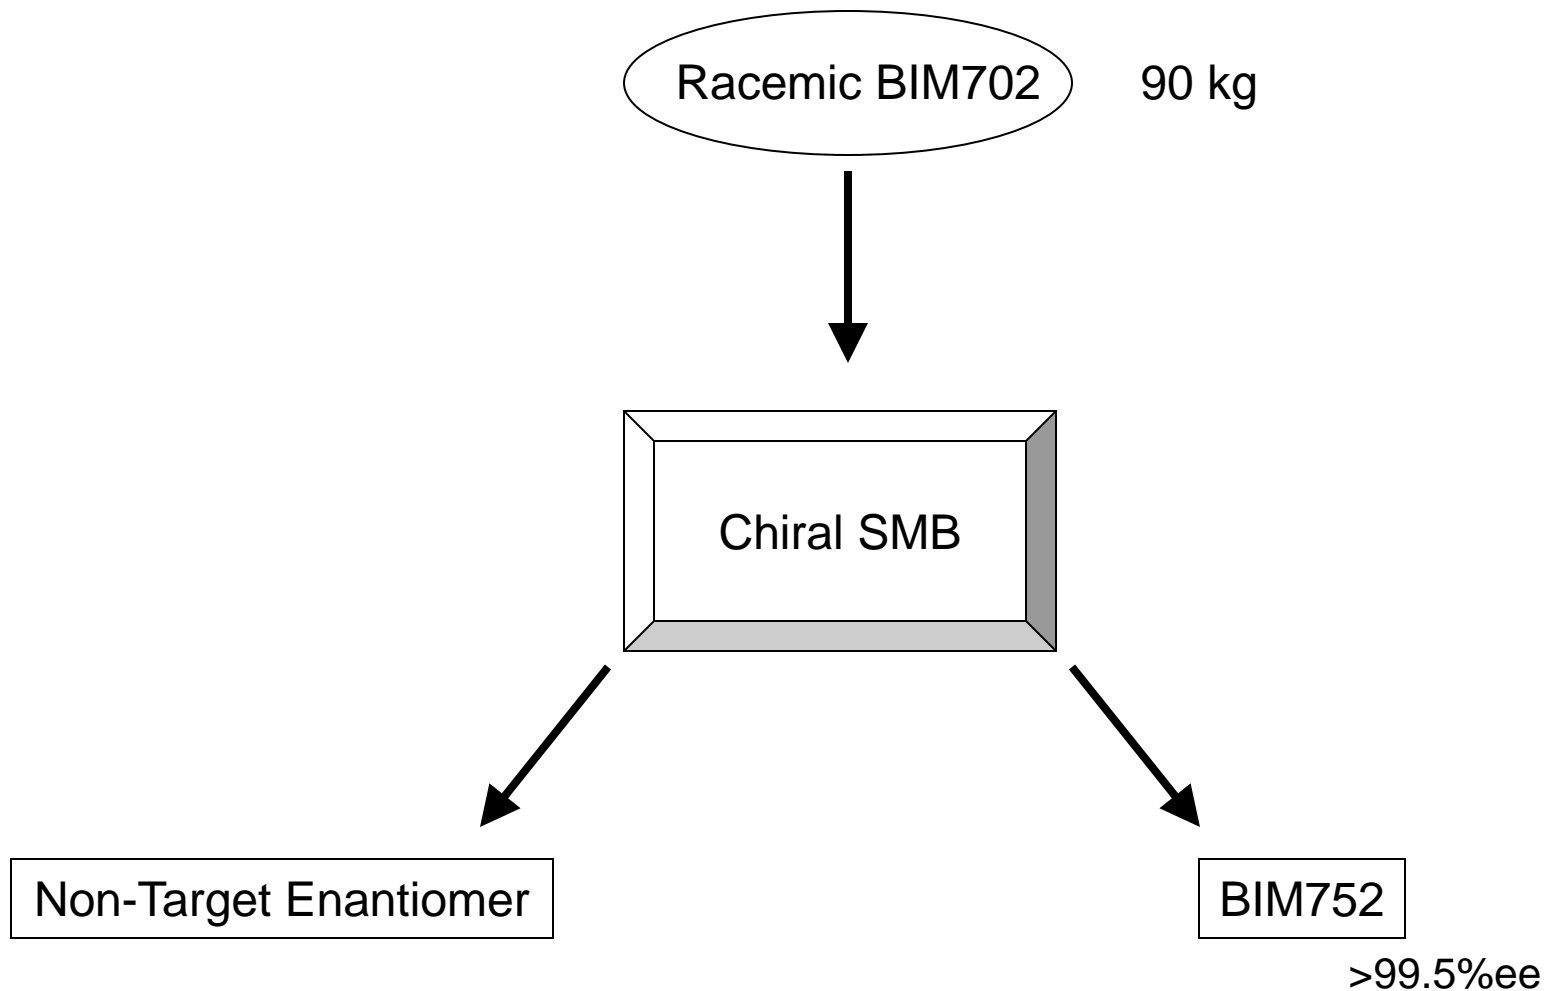 Racemic BIM702
90 kg
Chiral SMB
Non-Target Enantiomer
BIM752
>99.5%ee